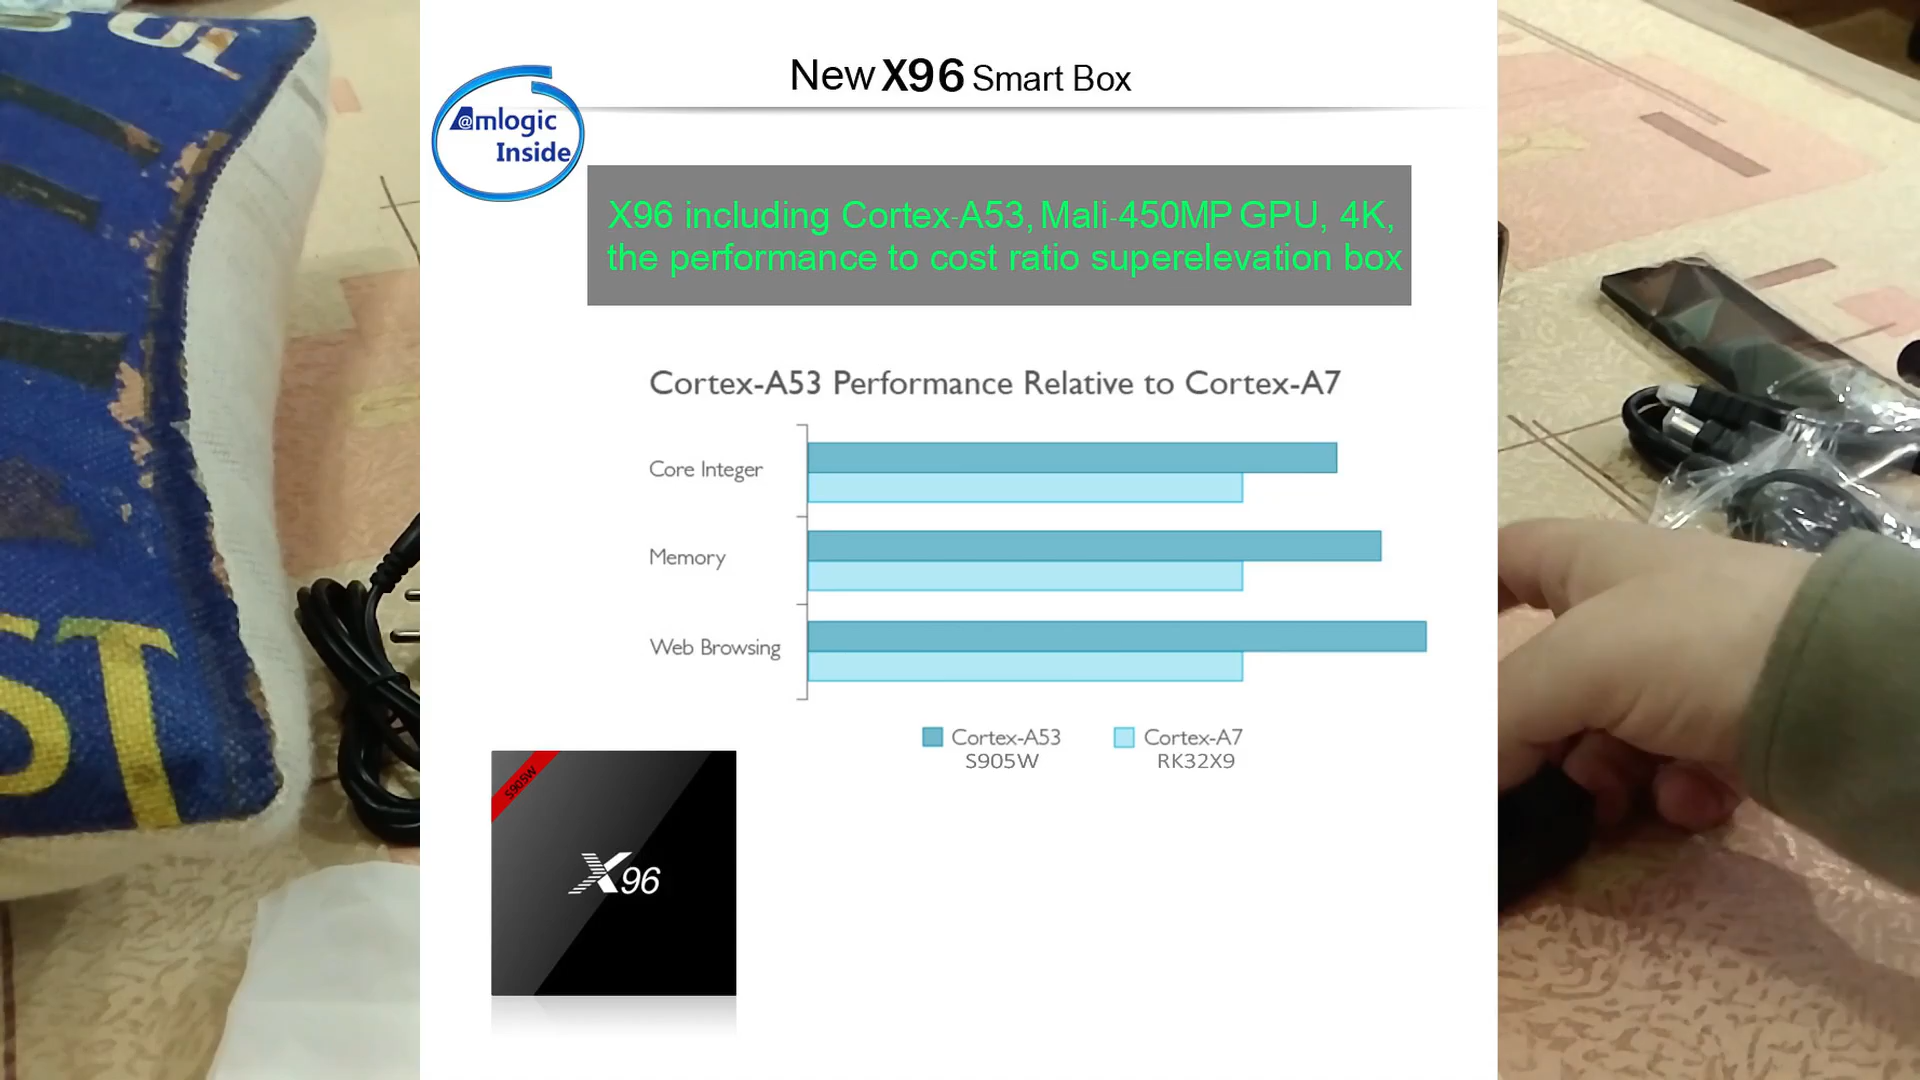 New X96 Smart Box
@mlogic
Inside
X96 including Cortex-A53, Mali-450MP GPU, 4K,
the performance to cost ratio superelevation box
Cortex-A53 Performance Relative to Cortex-A7
Core Integer
Memory
Web Browsing
Cortex-A53
S905W
Cortex-A7
RK32X9
S905W
X96
ST